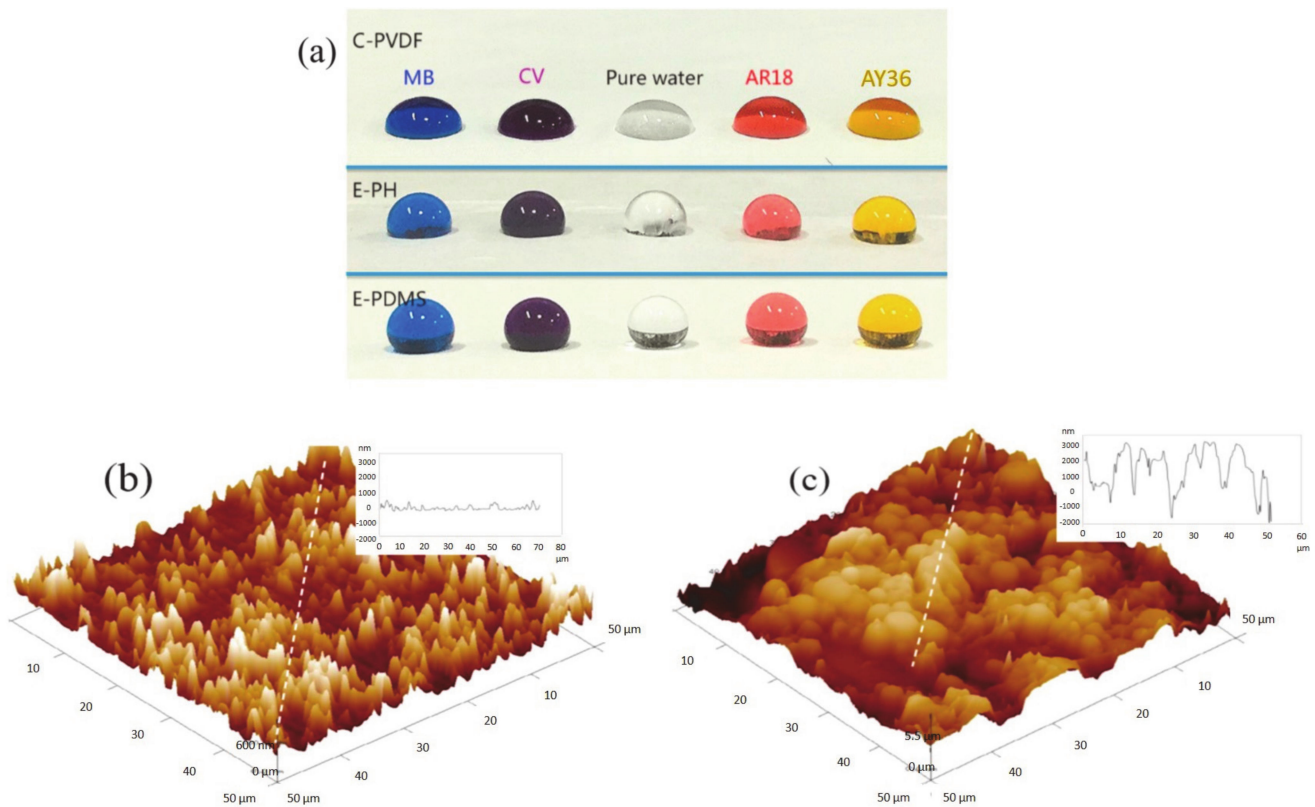 (a)
C-PVDF
MB CV Pure water AR18 AY36
E-PH
E-PDMS
(b)
nm
3000
2000
1000
0
-1000
-2000
0 10 20 30 40 50 60 70 80
μm
50 μm
10
20
30
40
50 μm
10
20
30
40
50 μm
600 nm
0 μm
(c)
nm
3000
2000
1000
0
-1000
-2000
0 10 20 30 40 50 60
μm
50 μm
10
20
30
40
50 μm
10
20
30
40
50 μm
5.5 μm
0 μm